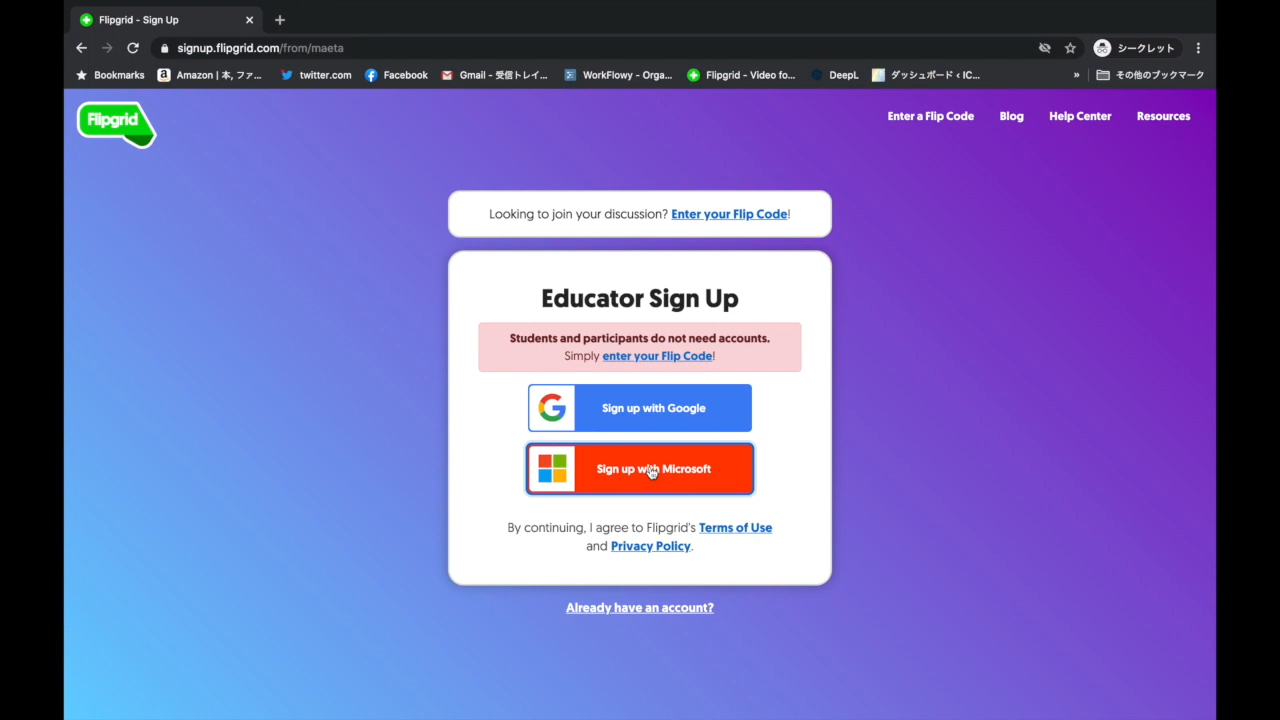 Flipgrid - Sign Up
signup.flipgrid.com/from/maeta
シークレット
Bookmarks
Amazon | 本, ファ...
twitter.com
Facebook
Gmail - 受信トレイ...
WorkFlowy - Orga...
Flipgrid - Video fo...
DeepL
ダッシュボード ‹ IC...
»
その他のブックマーク
Flipgrid
Enter a Flip Code
Blog
Help Center
Resources
Looking to join your discussion? Enter your Flip Code!
Educator Sign Up
Students and participants do not need accounts.
Simply enter your Flip Code!
Sign up with Google
Sign up with Microsoft
By continuing, I agree to Flipgrid's Terms of Use
and Privacy Policy.
Already have an account?